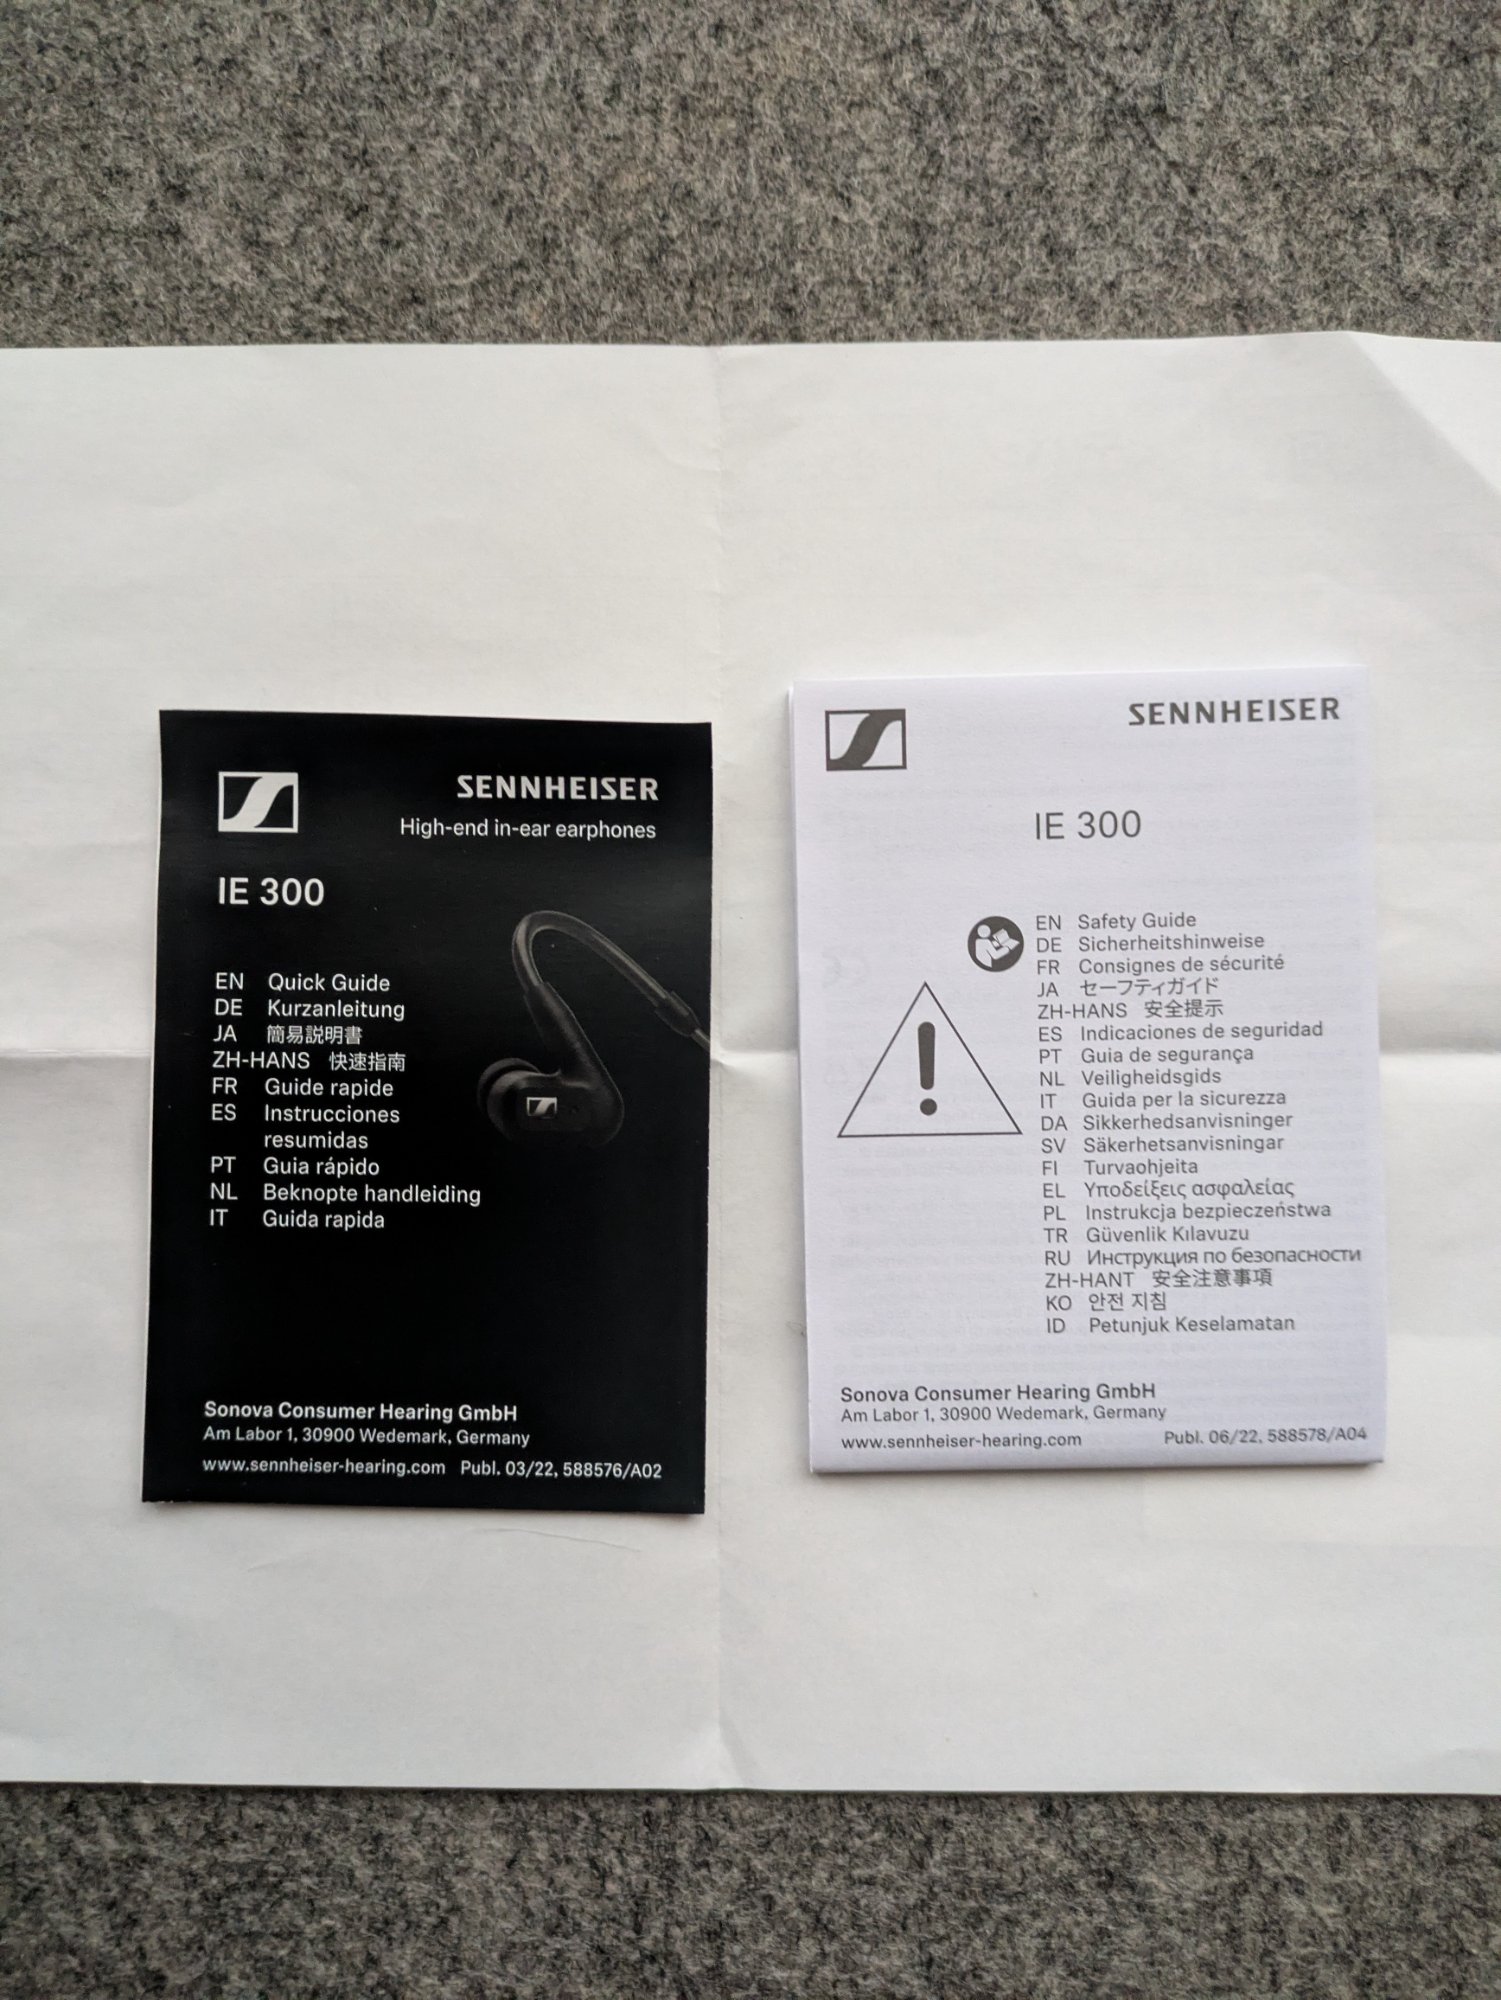 SENNHEISER
High-end in-ear earphones
IE 300
EN Quick Guide
DE Kurzanleitung
JA 簡易説明書
ZH-HANS 快速指南
FR Guide rapide
ES Instrucciones
resumidas
PT Guia rápido
NL Beknopte handleiding
IT Guida rapida
Sonova Consumer Hearing GmbH
Am Labor 1, 30900 Wedemark, Germany
www.sennheiser-hearing.com Publ. 03/22, 588576/A02
SENNHEISER
IE 300
EN Safety Guide
DE Sicherheitshinweise
FR Consignes de sécurité
JA セーフティガイド
ZH-HANS 安全提示
ES Indicaciones de seguridad
PT Guia de segurança
NL Veiligheidsgids
IT Guida per la sicurezza
DA Sikkerhedsanvisninger
SV Säkerhetsanvisningar
FI Turvaohjeita
EL Υποδείξεις ασφαλείας
PL Instrukcja bezpieczeństwa
TR Güvenlik Kılavuzu
RU Инструкция по безопасности
ZH-HANT 安全注意事項
KO 안전 지침
ID Petunjuk Keselamatan
Sonova Consumer Hearing GmbH
Am Labor 1, 30900 Wedemark, Germany
www.sennheiser-hearing.com Publ. 06/22, 588578/A04